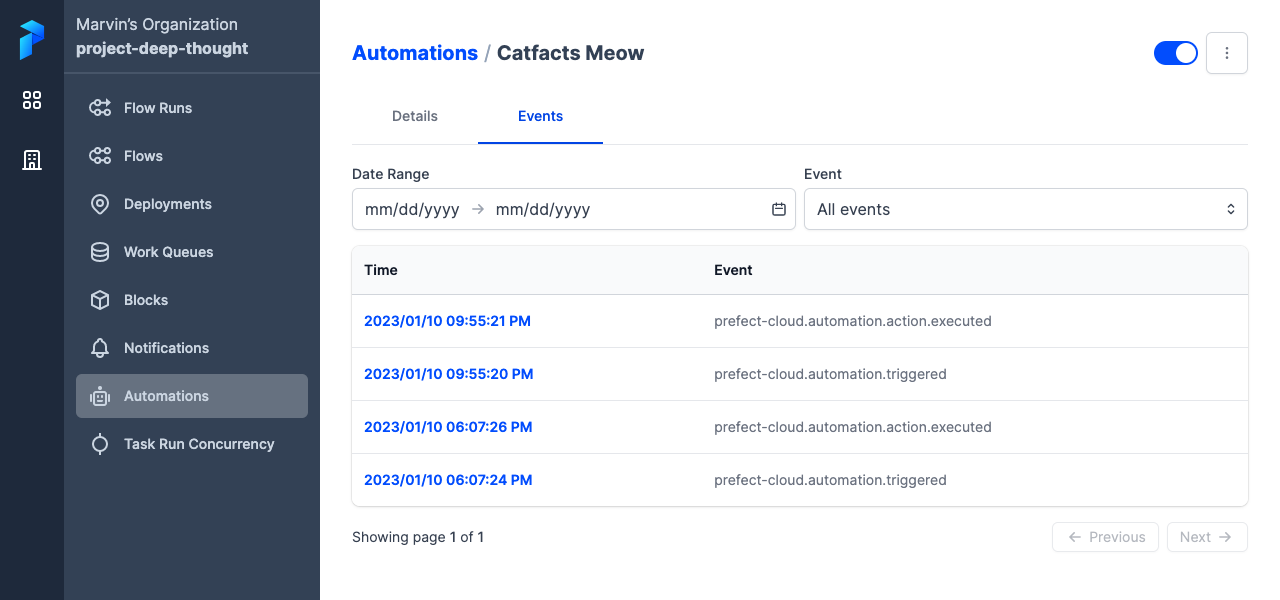 Marvin’s Organization
project-deep-thought
Flow Runs
Flows
Deployments
Work Queues
Blocks
Notifications
Automations
Task Run Concurrency
Automations / Catfacts Meow
Details
Events
Date Range
mm/dd/yyyy → mm/dd/yyyy
Event
All events
Time Event
2023/01/10 09:55:21 PM prefect-cloud.automation.action.executed
2023/01/10 09:55:20 PM prefect-cloud.automation.triggered
2023/01/10 06:07:26 PM prefect-cloud.automation.action.executed
2023/01/10 06:07:24 PM prefect-cloud.automation.triggered
Showing page 1 of 1
← Previous
Next →